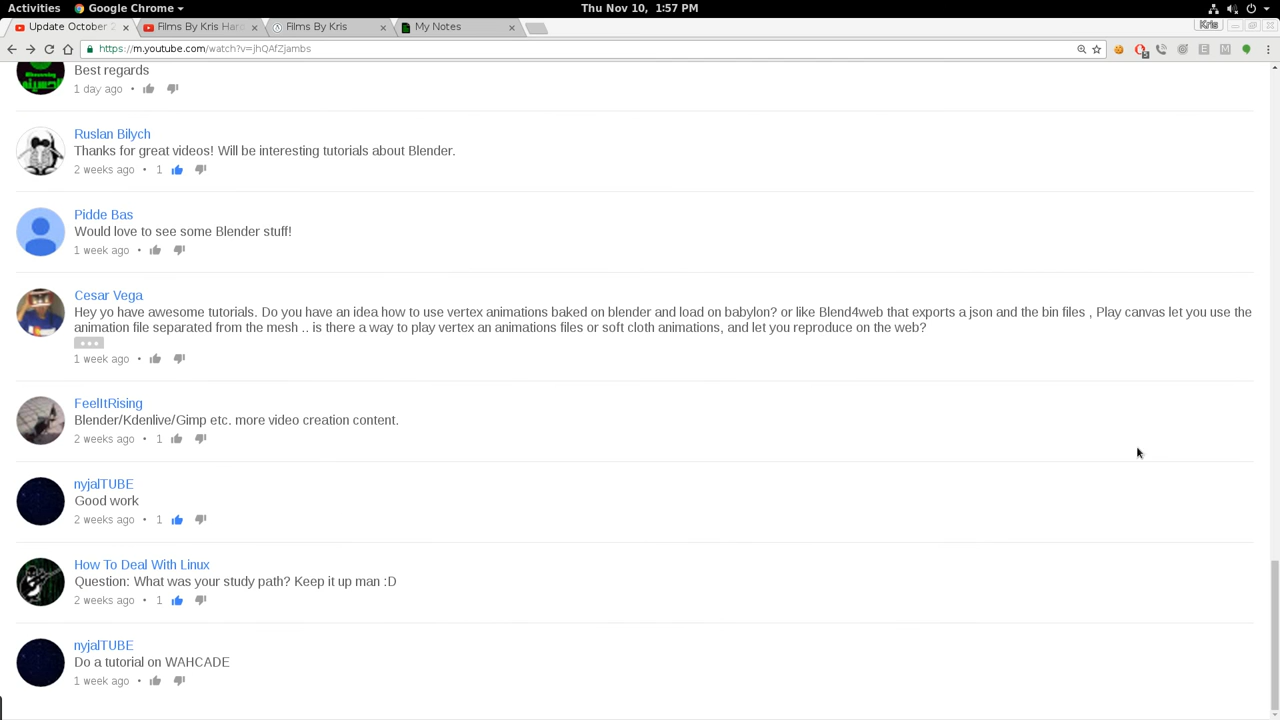 Activities
Google Chrome
Thu Nov 10, 1:57 PM
Update October
Films By Kris Har
Films By Kris
My Notes
Kris
https://m.youtube.com/watch?v=jhQAfZjambs
5
Best regards
1 day ago •
Ruslan Bilych
Thanks for great videos! Will be interesting tutorials about Blender.
2 weeks ago • 1
Pidde Bas
Would love to see some Blender stuff!
1 week ago •
Cesar Vega
Hey yo have awesome tutorials. Do you have an idea how to use vertex animations baked on blender and load on babylon? or like Blend4web that exports a json and the bin files , Play canvas let you use the
animation file separated from the mesh .. is there a way to play vertex an animations files or soft cloth animations, and let you reproduce on the web?
1 week ago •
FeelItRising
Blender/Kdenlive/Gimp etc. more video creation content.
2 weeks ago • 1
nyjalTUBE
Good work
2 weeks ago • 1
How To Deal With Linux
Question: What was your study path? Keep it up man :D
2 weeks ago • 1
nyjalTUBE
Do a tutorial on WAHCADE
1 week ago •